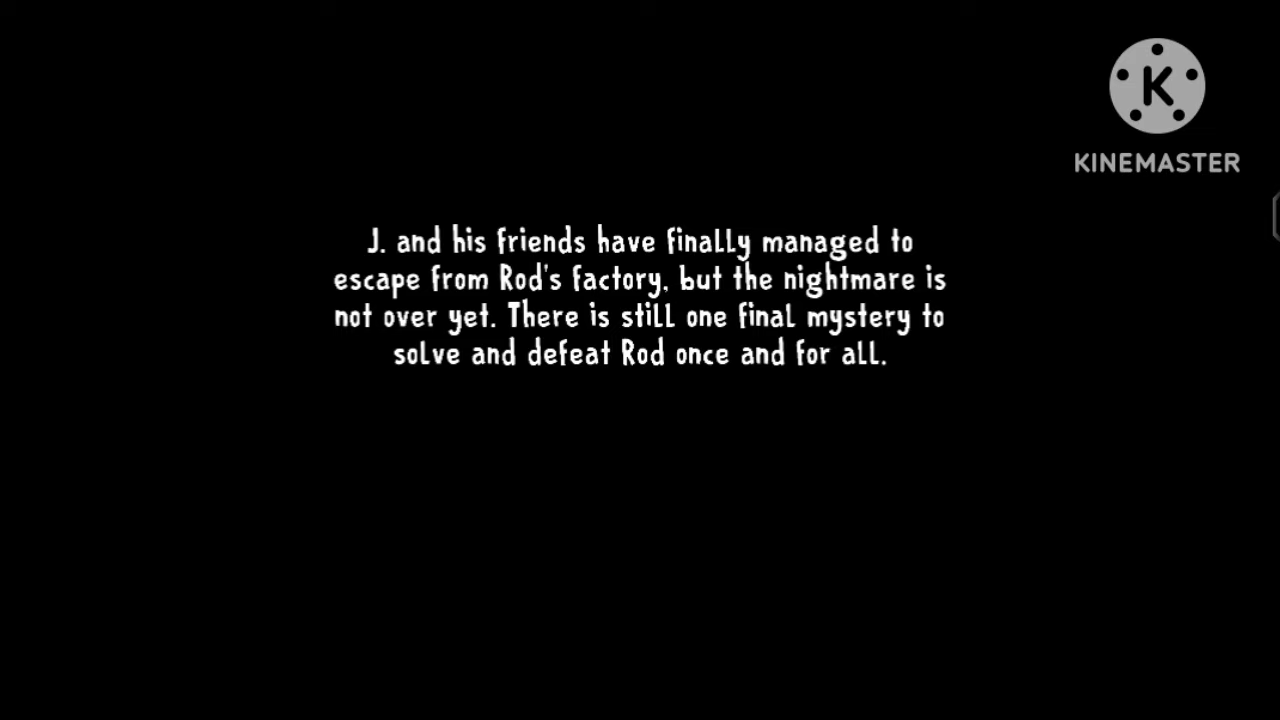 K
KINEMASTER
J. and his friends have finally managed to
escape from Rod's factory, but the nightmare is
not over yet. There is still one final mystery to
solve and defeat Rod once and for all.